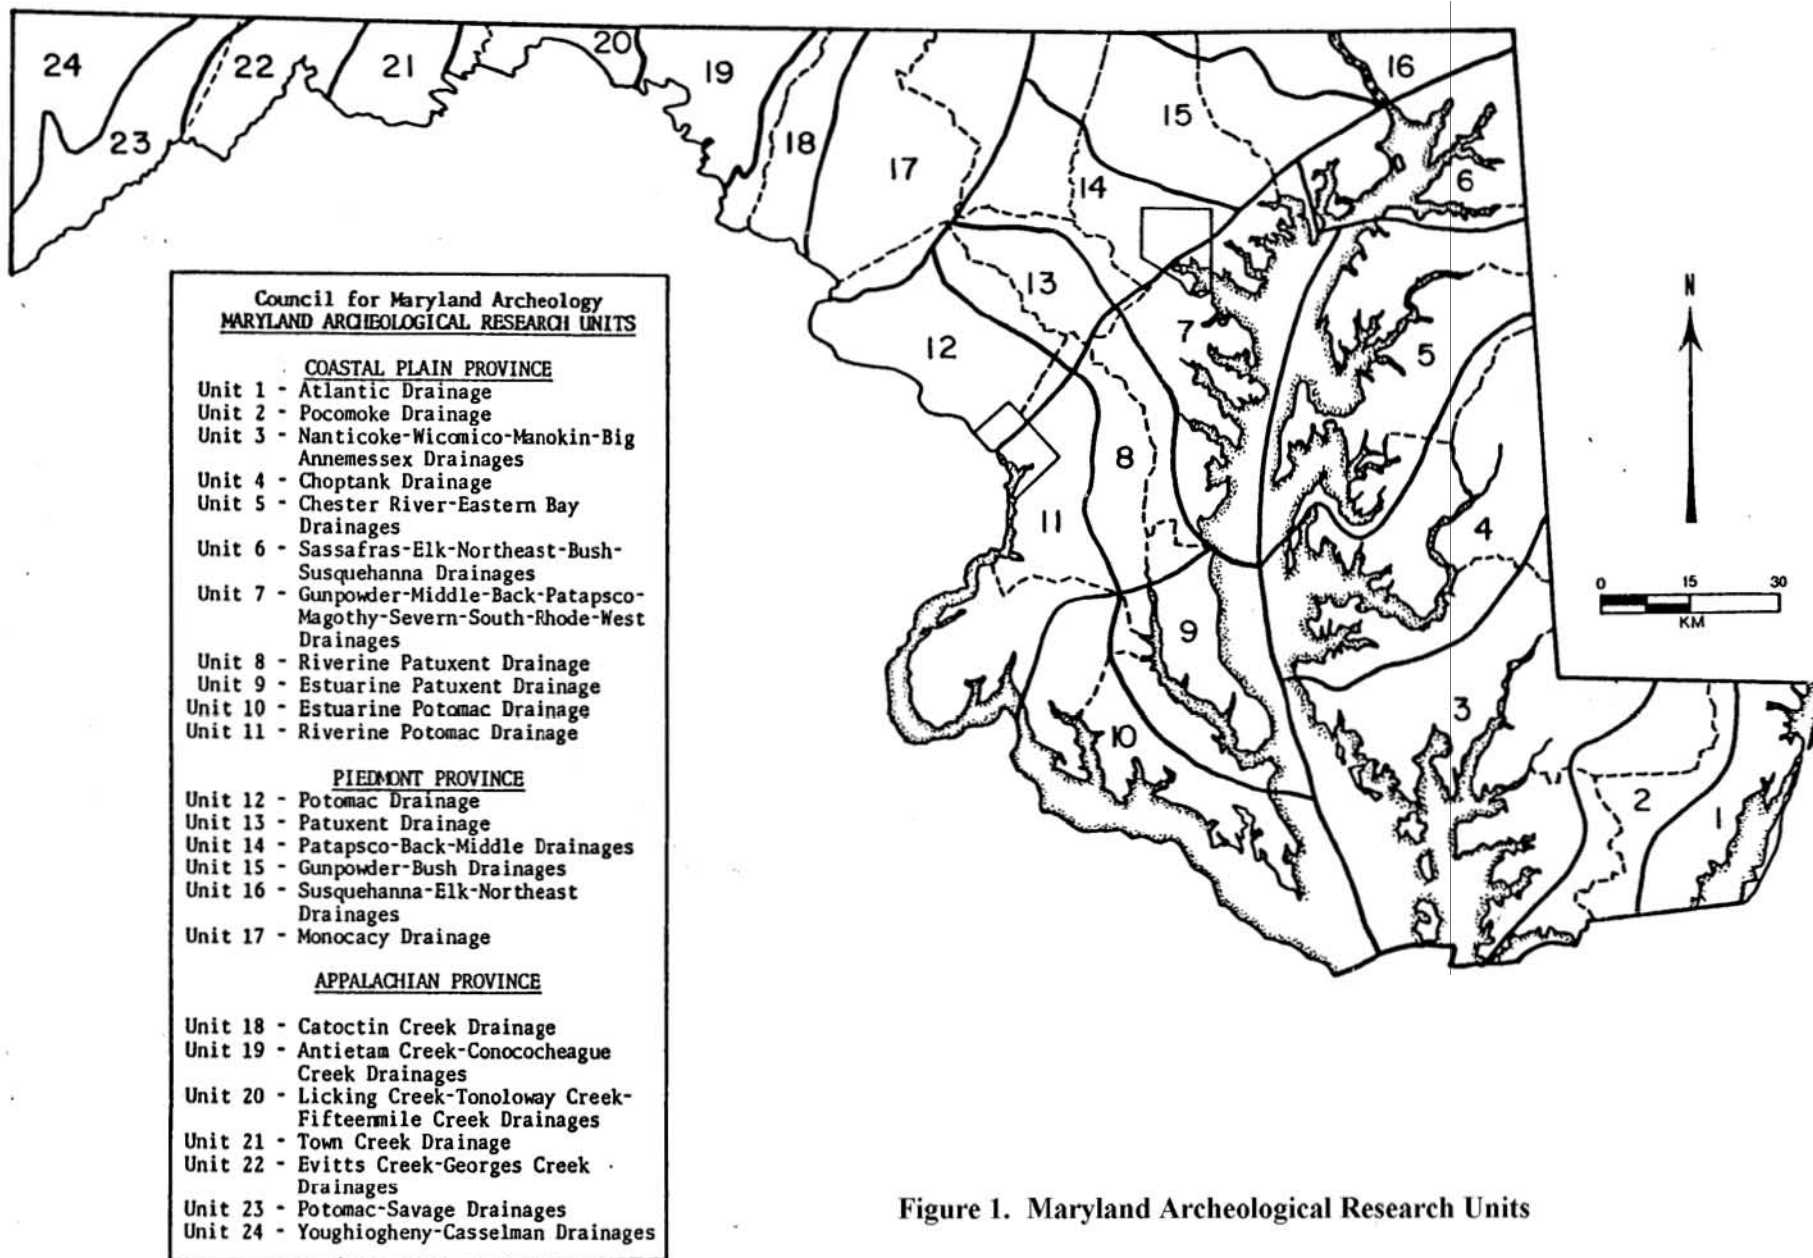 24
23
22
21
20
19
18
17
16
15
14
13
12
11
10
9
8
7
6
5
4
3
2
1
N
0 15 30
KM
Council for Maryland Archeology
MARYLAND ARCHEOLOGICAL RESEARCH UNITS
COASTAL PLAIN PROVINCE
Unit 1 - Atlantic Drainage
Unit 2 - Pocomoke Drainage
Unit 3 - Nanticoke-Wicomico-Manokin-Big
Annemessex Drainages
Unit 4 - Choptank Drainage
Unit 5 - Chester River-Eastern Bay
Drainages
Unit 6 - Sassafras-Elk-Northeast-Bush-
Susquehanna Drainages
Unit 7 - Gunpowder-Middle-Back-Patapsco-
Magothy-Severn-South-Rhode-West
Drainages
Unit 8 - Riverine Patuxent Drainage
Unit 9 - Estuarine Patuxent Drainage
Unit 10 - Estuarine Potomac Drainage
Unit 11 - Riverine Potomac Drainage
PIEDMONT PROVINCE
Unit 12 - Potomac Drainage
Unit 13 - Patuxent Drainage
Unit 14 - Patapsco-Back-Middle Drainages
Unit 15 - Gunpowder-Bush Drainages
Unit 16 - Susquehanna-Elk-Northeast
Drainages
Unit 17 - Monocacy Drainage
APPALACHIAN PROVINCE
Unit 18 - Catoctin Creek Drainage
Unit 19 - Antietam Creek-Conococheague
Creek Drainages
Unit 20 - Licking Creek-Tonoloway Creek-
Fifteenmile Creek Drainages
Unit 21 - Town Creek Drainage
Unit 22 - Evitts Creek-Georges Creek
Drainages
Unit 23 - Potomac-Savage Drainages
Unit 24 - Youghiogheny-Casselman Drainages
Figure 1. Maryland Archeological Research Units